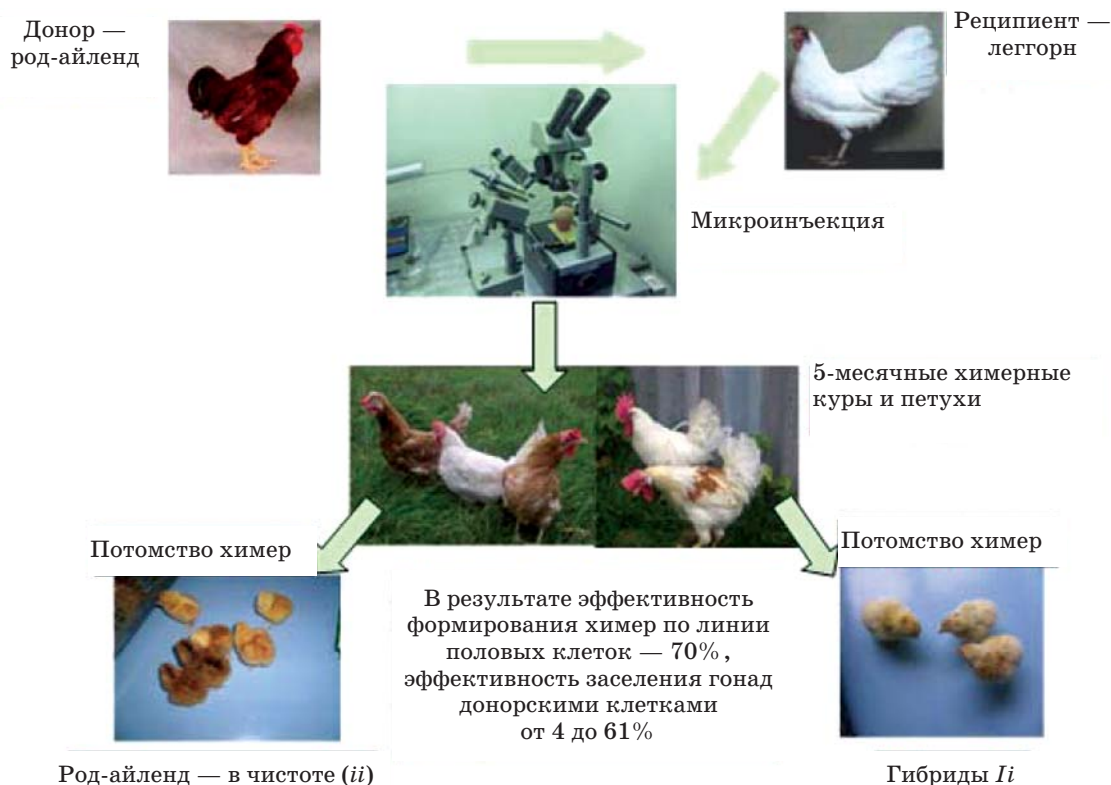 Донор —
род-айленд
Реципиент —
леггорн
Микроинъекция
5-месячные химерные
куры и петухи
Потомство химер
Потомство химер
В результате эффективность
формирования химер по линии
половых клеток — 70%,
эффективность заселения гонад
донорскими клетками
от 4 до 61%
Род-айленд — в чистоте (ii)
Гибриды Ii